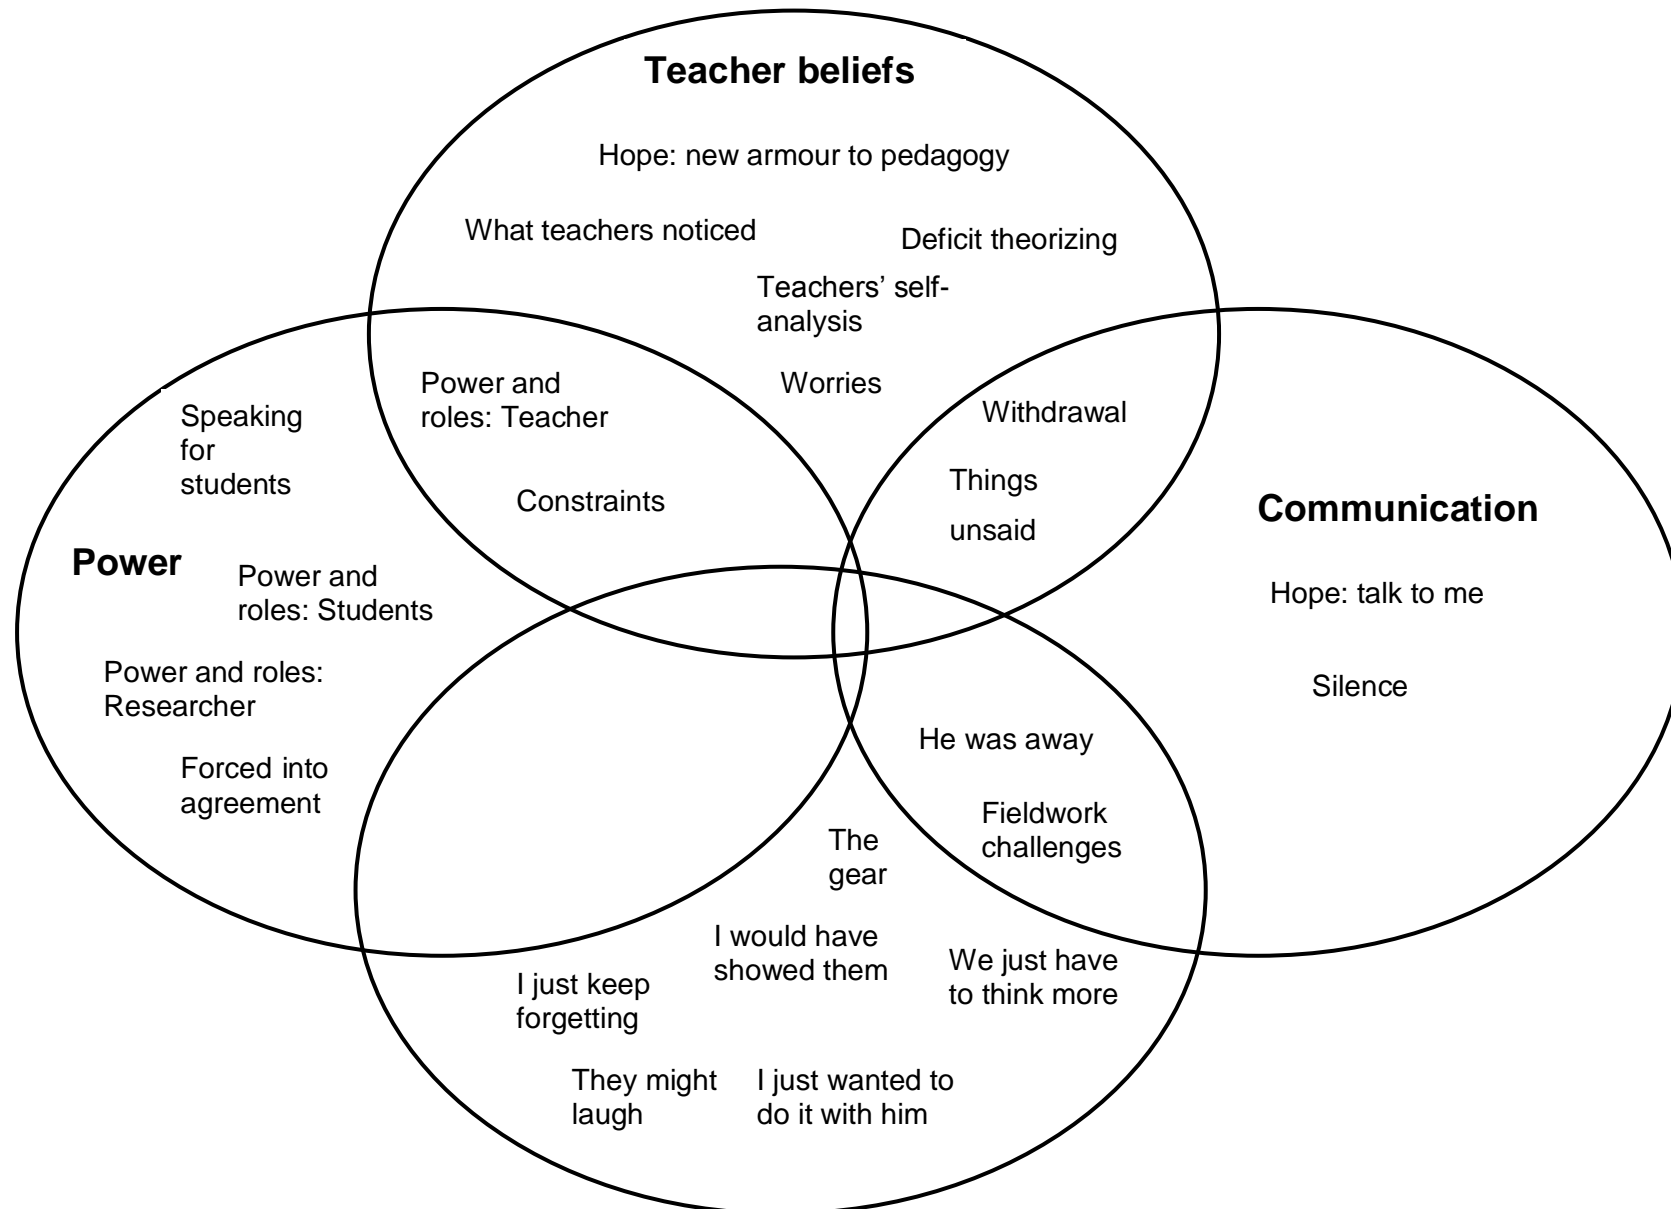 Teacher beliefs
Hope: new armour to pedagogy
What teachers noticed
Deficit theorizing
Teachers’ self-
analysis
Worries
Power and
roles: Teacher
Constraints
Withdrawal
Things
unsaid
Speaking
for
students
Power
Power and
roles: Students
Power and roles:
Researcher
Forced into
agreement
Communication
Hope: talk to me
Silence
He was away
Fieldwork
challenges
The
gear
I would have
showed them
We just have
to think more
I just keep
forgetting
They might
laugh
I just wanted to
do it with him